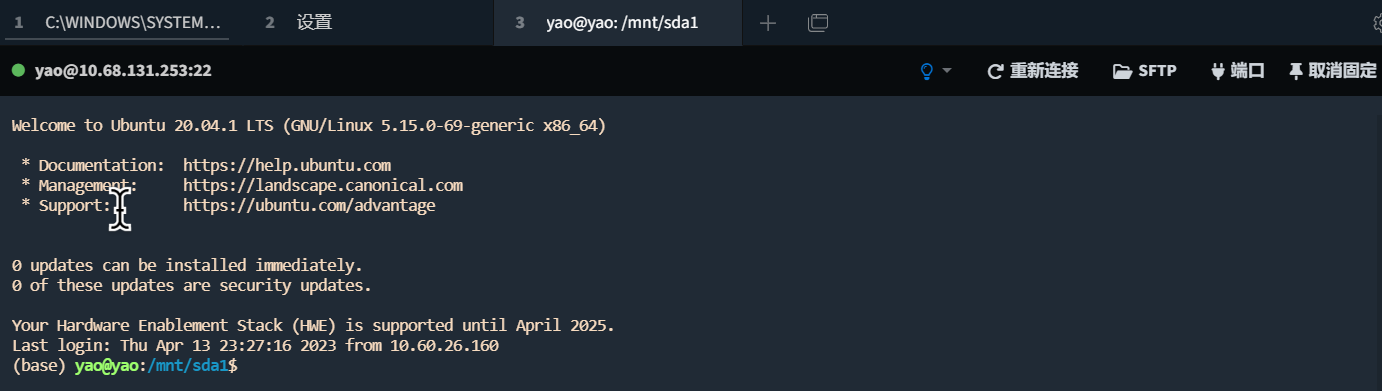 1 C:\WINDOWS\SYSTEM... 2 设置 3 yao@yao: /mnt/sda1
yao@10.68.131.253:22 重新连接 SFTP 端口 取消固定
Welcome to Ubuntu 20.04.1 LTS (GNU/Linux 5.15.0-69-generic x86_64)
* Documentation: https://help.ubuntu.com
* Management: https://landscape.canonical.com
* Support: https://ubuntu.com/advantage
0 updates can be installed immediately.
0 of these updates are security updates.
Your Hardware Enablement Stack (HWE) is supported until April 2025.
Last login: Thu Apr 13 23:27:16 2023 from 10.60.26.160
(base) yao@yao:/mnt/sda1$